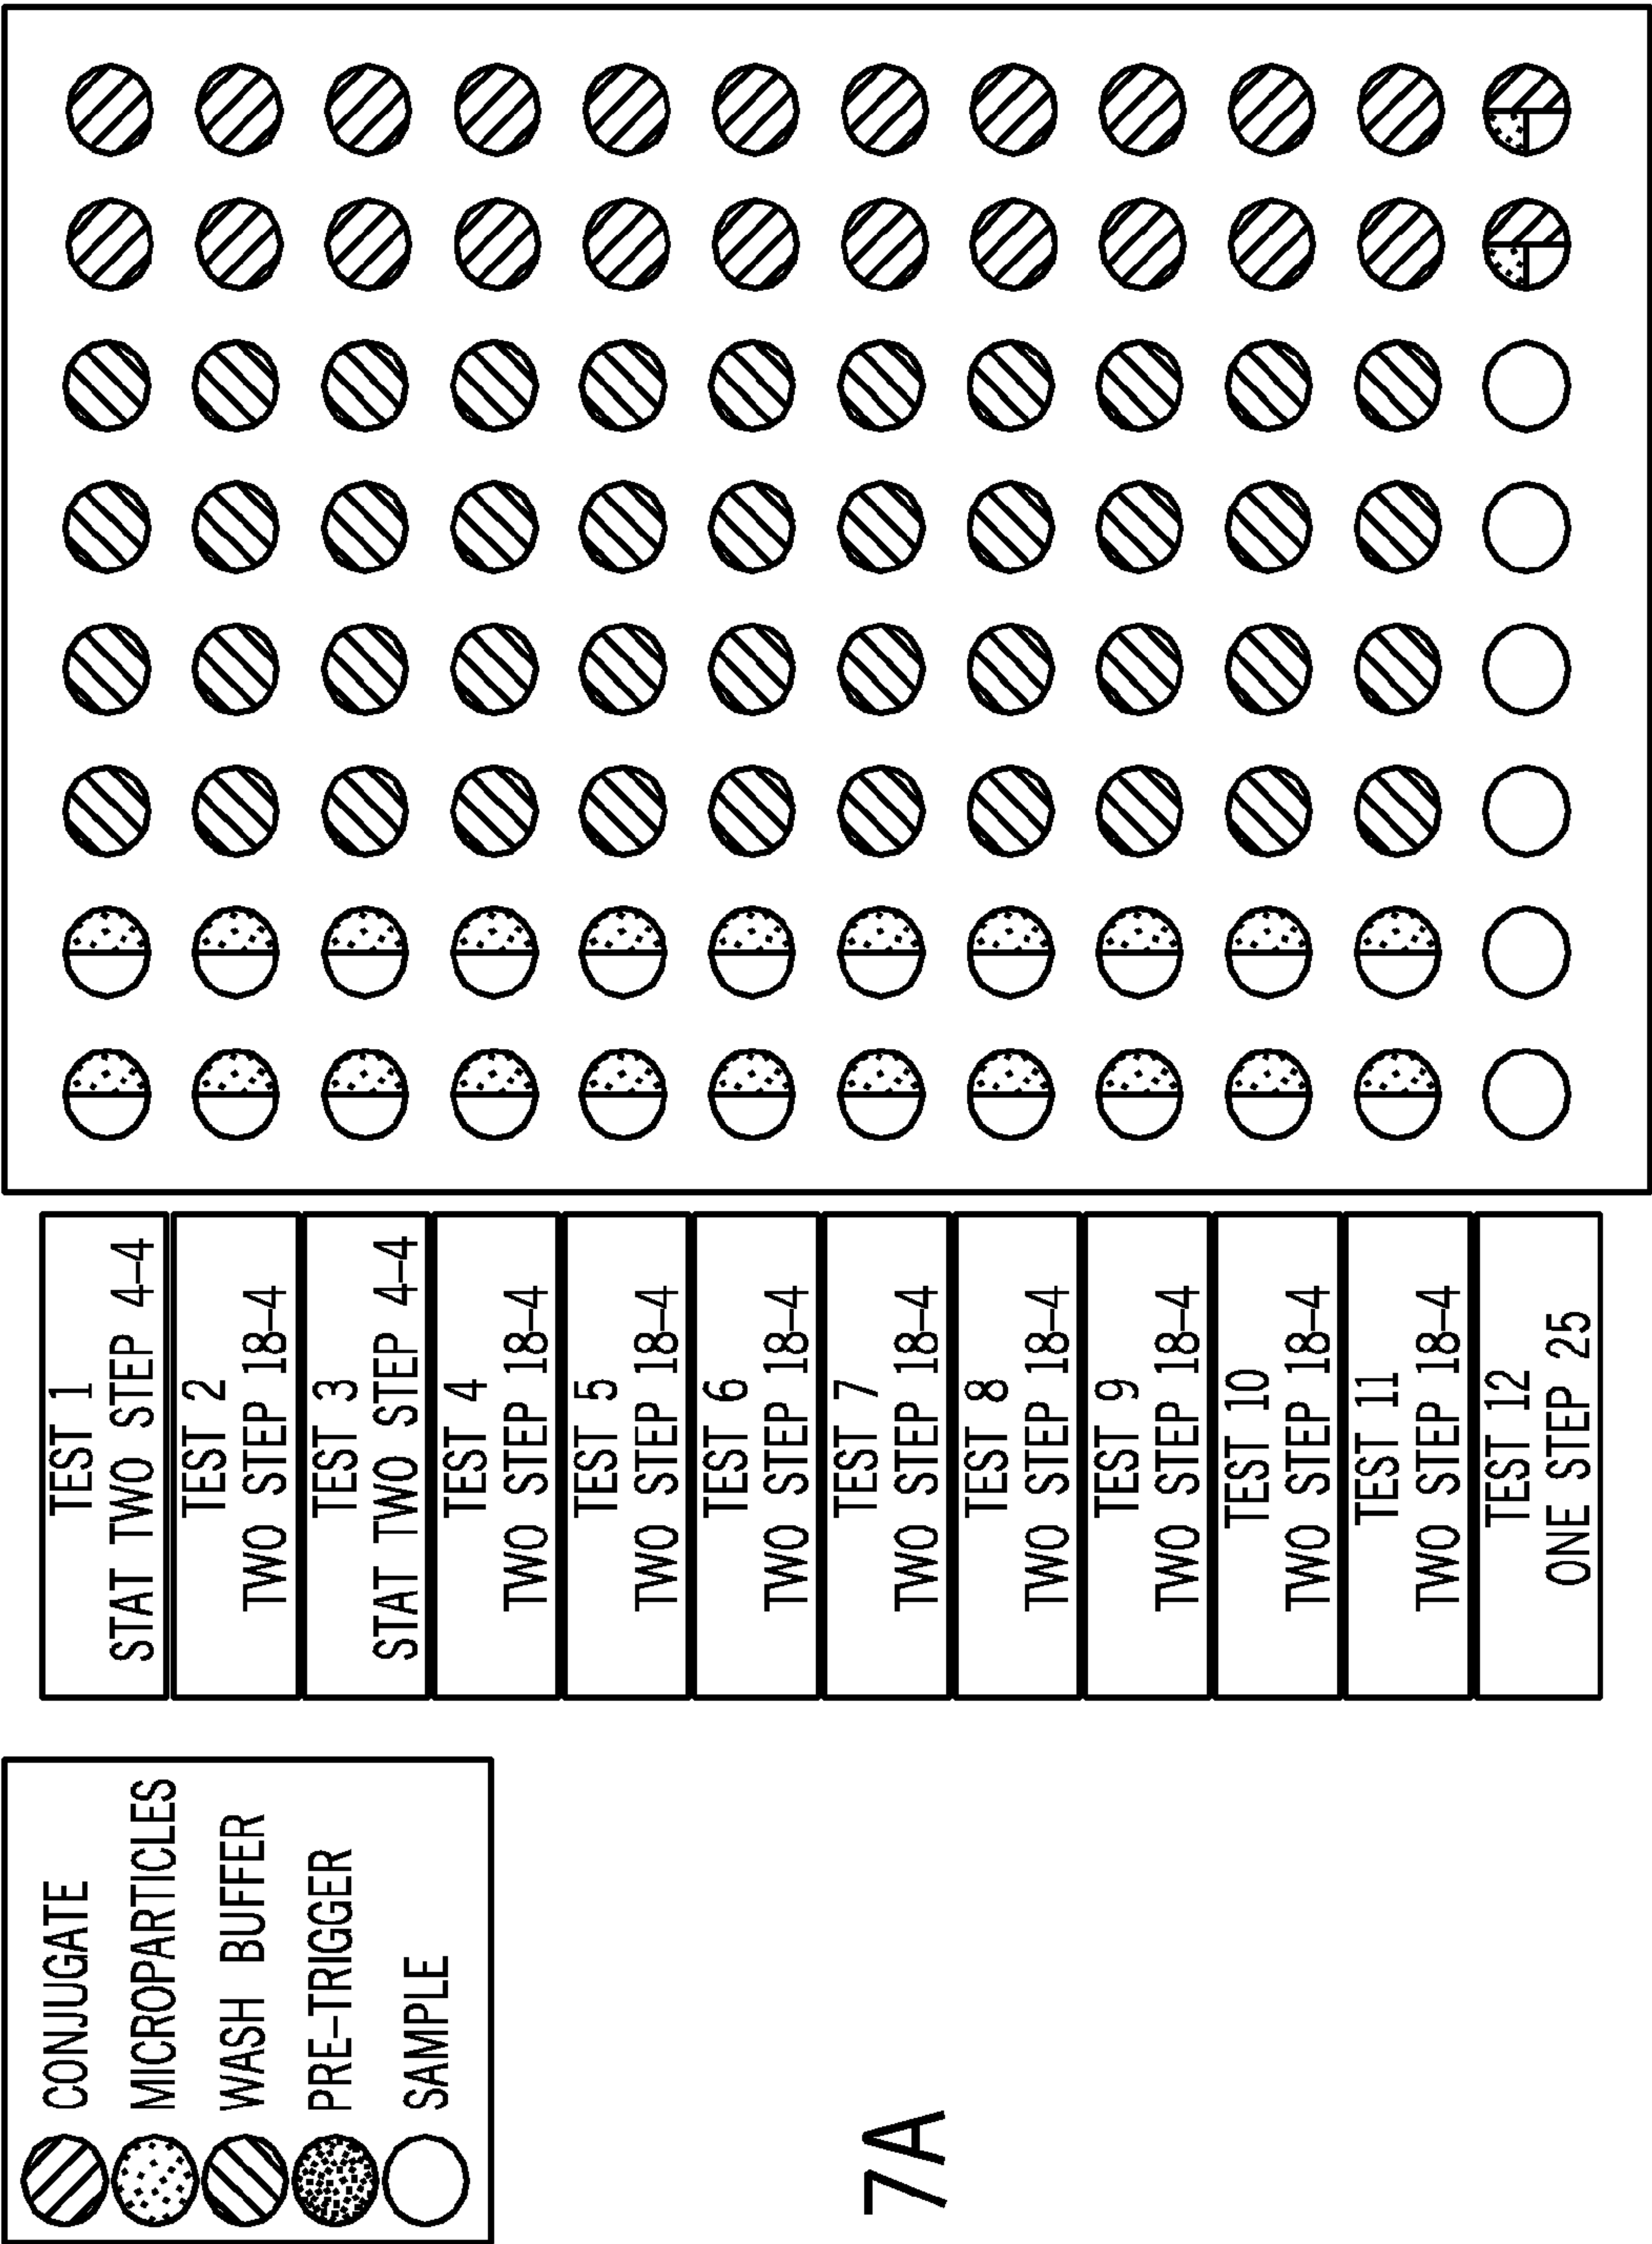 TEST 1
STAT TWO STEP 4-4
TEST 2
TWO STEP 18-4
TEST 3
STAT TWO STEP 4-4
TEST 4
TWO STEP 18-4
TEST 5
TWO STEP 18-4
TEST 6
TWO STEP 18-4
TEST 7
TWO STEP 18-4
TEST 8
TWO STEP 18-4
TEST 9
TWO STEP 18-4
TEST 10
TWO STEP 18-4
TEST 11
TWO STEP 18-4
TEST 12
ONE STEP 25
CONJUGATE
MICROPARTICLES
WASH BUFFER
PRE-TRIGGER
SAMPLE
7A